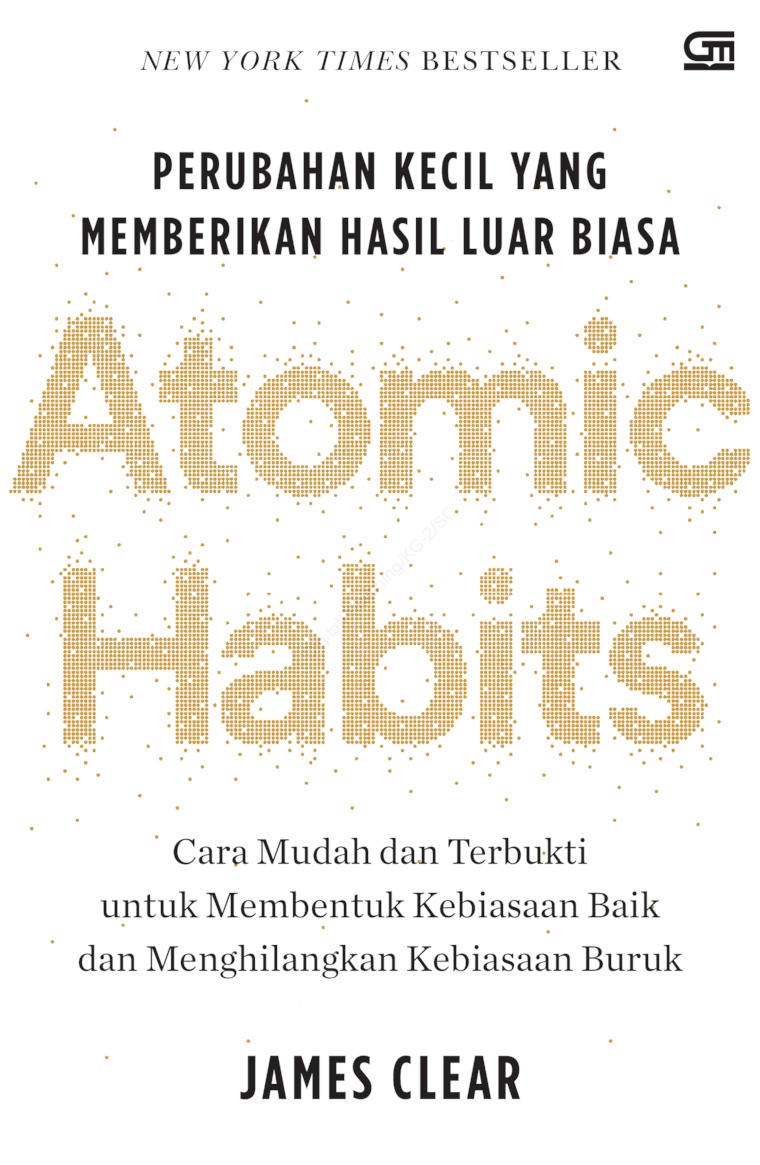 NEW YORK TIMES BESTSELLER
GM
PERUBAHAN KECIL YANG
MEMBERIKAN HASIL LUAR BIASA
Atomic
Habits
Cara Mudah dan Terbukti
untuk Membentuk Kebiasaan Baik
dan Menghilangkan Kebiasaan Buruk
JAMES CLEAR